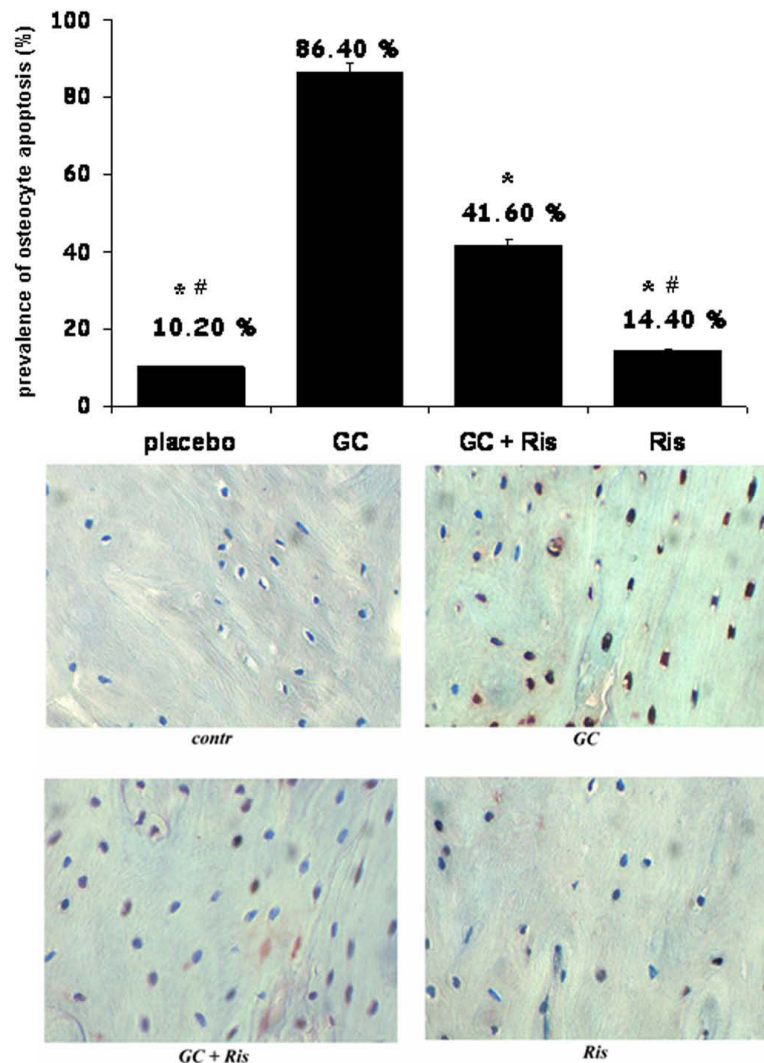 prevalence of osteocyte apoptosis (%)
100
80
60
40
20
0
* #
10.20 %
86.40 %
*
41.60 %
* #
14.40 %
placebo
GC
GC + Ris
Ris
contr
GC
GC + Ris
Ris